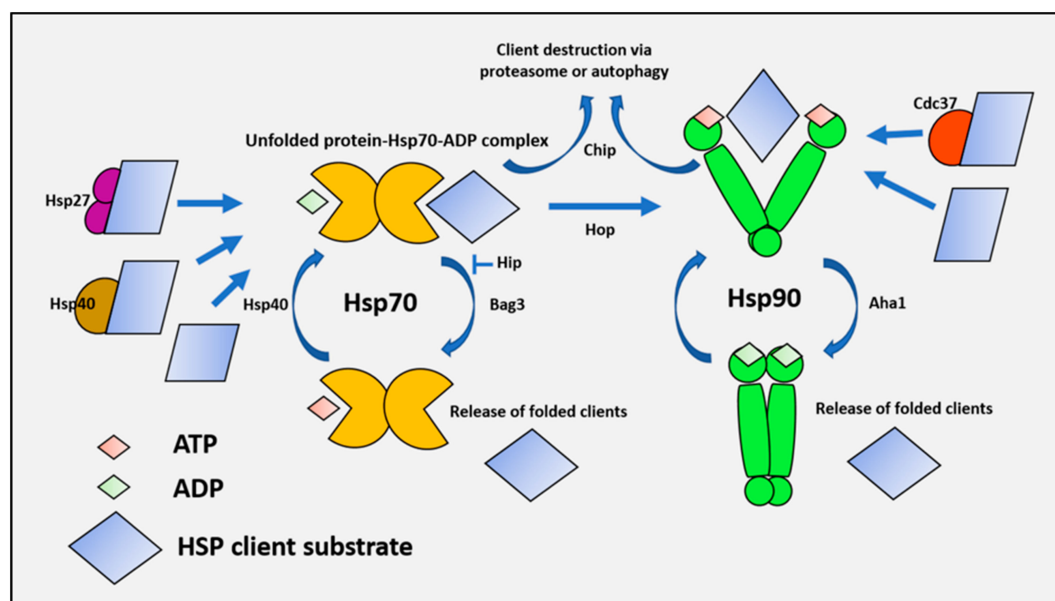 Client destruction via
proteasome or autophagy
Cdc37
Unfolded protein-Hsp70-ADP complex
Chip
Hsp27
Hop
Hip
Hsp40
Hsp40
Hsp70
Bag3
Hsp90
Aha1
Release of folded clients
Release of folded clients
ATP
ADP
HSP client substrate